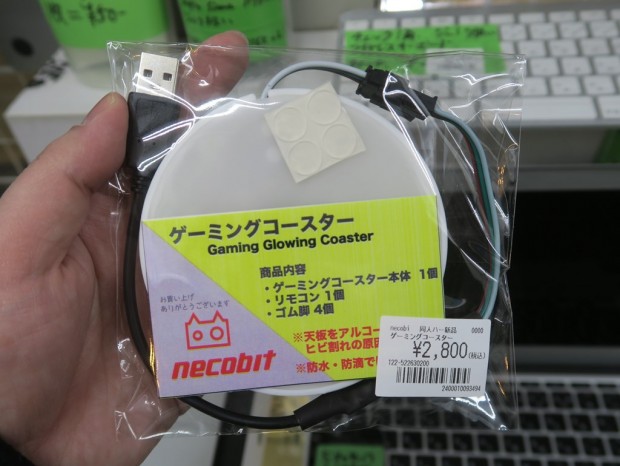 ゲーミングコースター
Gaming Glowing Coaster
商品内容
・ゲーミングコースター本体 1個
・リモコン 1個
・ゴム脚 4個
お買い上げ
ありがとうございます
necobit
※天板をアルコー
ヒビ割れの原因
※防水・防滴で
necobi 同人ハー新品 0000
ゲーミングコースター
¥2,800(税込)
122-522630200
2400010093494